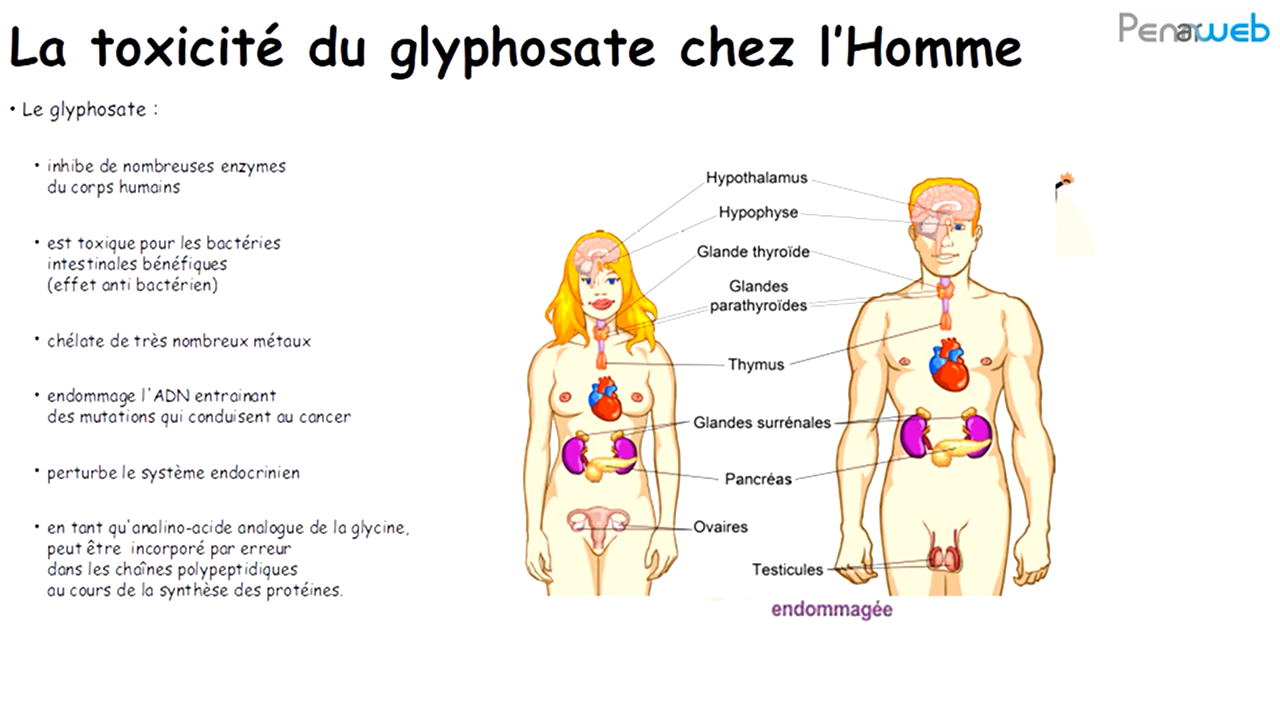 La toxicité du glyphosate chez l'Homme
• Le glyphosate :
• inhibe de nombreuses enzymes
du corps humains
• est toxique pour les bactéries
intestinales bénéfiques
(effet anti bactérien)
• chélate de très nombreux métaux
• endommage l'ADN entrainant
des mutations qui conduisent au cancer
• perturbe le système endocrinien
• en tant qu'analino-acide analogue de la glycine,
peut être incorporé par erreur
dans les chaînes polypeptidiques
au cours de la synthèse des protéines.
Hypothalamus
Hypophyse
Glande thyroïde
Glandes
parathyroïdes
Thymus
Glandes surrénales
Pancréas
Ovaires
Testicules
endommagée